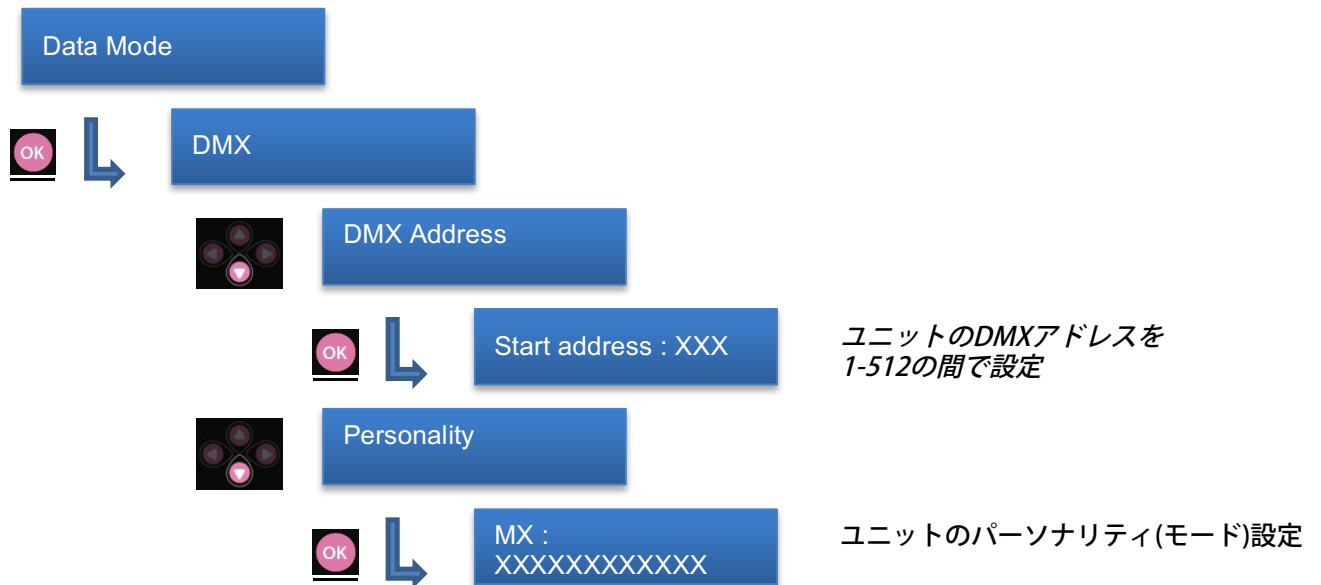 Data Mode
OK
DMX
DMX Address
OK
Start address : XXX
ユニットのDMXアドレスを
1-512の間で設定
Personality
OK
MX :
XXXXXXXXXXXX
ユニットのパーソナリティ(モード)設定